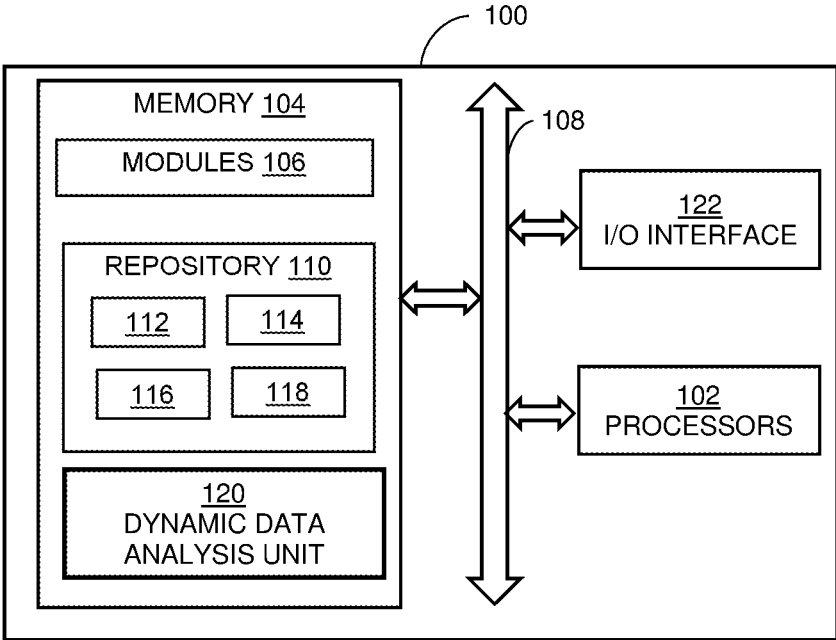 100
MEMORY 104
108
MODULES 106
122
I/O INTERFACE
REPOSITORY 110
112
114
116
118
102
PROCESSORS
120
DYNAMIC DATA
ANALYSIS UNIT